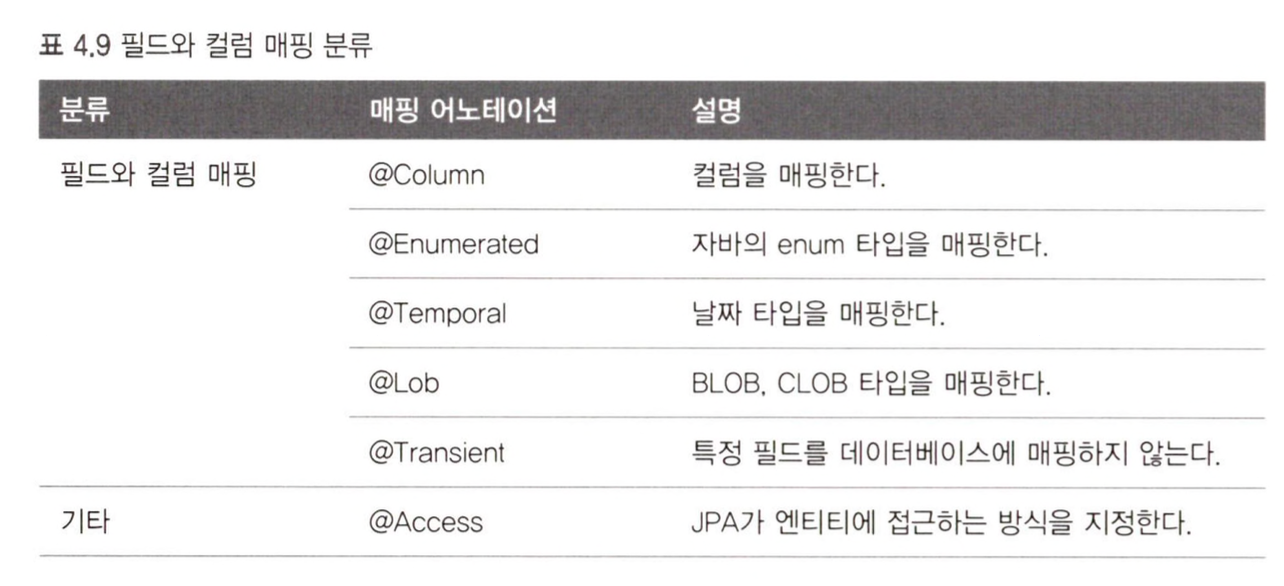 표 4.9 필드와 컬럼 매핑 분류
분류 매핑 어노테이션 설명
필드와 컬럼 매핑 @Column 컬럼을 매핑한다.
@Enumerated 자바의 enum 타입을 매핑한다.
@Temporal 날짜 타입을 매핑한다.
@Lob BLOB, CLOB 타입을 매핑한다.
@Transient 특정 필드를 데이터베이스에 매핑하지 않는다.
기타 @Access JPA가 엔티티에 접근하는 방식을 지정한다.